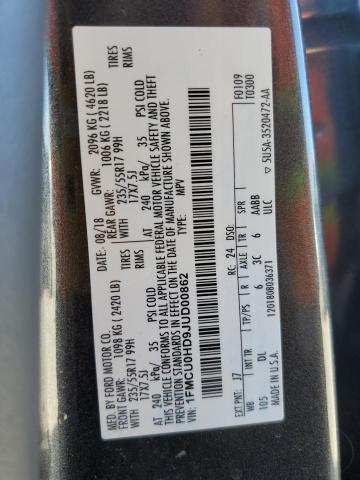 MFD. BY FORD MOTOR CO.
DATE: 08/18 GVWR: 2096 KG ( 4620 LB)
FRONT GAWR: 1098 KG ( 2420 LB) REAR GAWR: 1006 KG ( 2218 LB)
WITH 235/55R17 99H TIRES WITH 235/55R17 99H TIRES
17X7.5J RIMS 17X7.5J RIMS
AT 240 kPa/ 35 PSI COLD AT 240 kPa/ 35 PSI COLD
THIS VEHICLE CONFORMS TO ALL APPLICABLE FEDERAL MOTOR VEHICLE SAFETY AND THEFT
PREVENTION STANDARDS IN EFFECT ON THE DATE OF MANUFACTURE SHOWN ABOVE.
VIN: 1FMCU0HD9JUD00862 TYPE: MPV
F0109
T0300
EXT PNT: J7 RC: 24 DSO:
WB INT TR TP/PS R AXLE TR SPR
105 DL 6 3C 6 AABB
ULC
MADE IN U.S.A. 1201808036371 ▽ 5U5A-3520472-AA